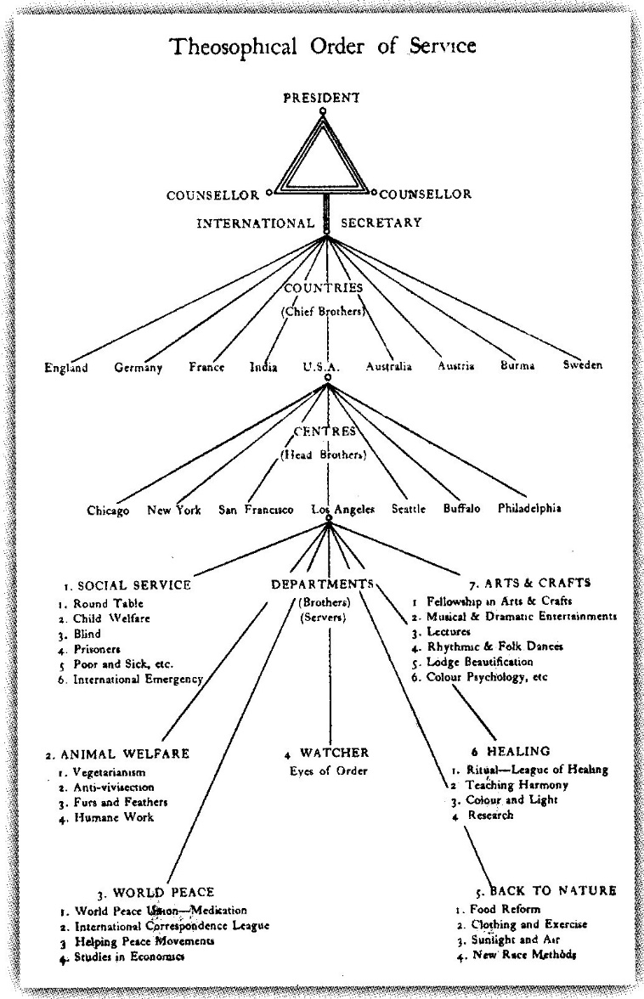 Theosophical Order of Service
PRESIDENT
COUNSELLOR COUNSELLOR
INTERNATIONAL SECRETARY
COUNTRIES
(Chief Brothers)
England Germany France India U.S.A. Australia Austria Burma Sweden
CENTRES
(Head Brothers)
Chicago New York San Francisco Los Angeles Seattle Buffalo Philadelphia
DEPARTMENTS
(Brothers)
(Servers)
1. SOCIAL SERVICE
1. Round Table
2. Child Welfare
3. Blind
4. Prisoners
5 Poor and Sick, etc.
6. International Emergency
7. ARTS & CRAFTS
1 Fellowship in Arts & Crafts
2. Musical & Dramatic Entertainments
3. Lectures
4. Rhythmic & Folk Dances
5. Lodge Beautification
6. Colour Psychology, etc
2. ANIMAL WELFARE
1. Vegetarianism
2. Anti-vivisection
3. Furs and Feathers
4. Humane Work
4 WATCHER
Eyes of Order
6 HEALING
1. Ritual—League of Healing
2 Teaching Harmony
3. Colour and Light
4 Research
3. WORLD PEACE
1. World Peace Union—Meditation
2. International Correspondence League
3 Helping Peace Movements
4. Studies in Economics
5. BACK TO NATURE
1. Food Reform
2. Clothing and Exercise
3. Sunlight and Air
4. New Race Methods